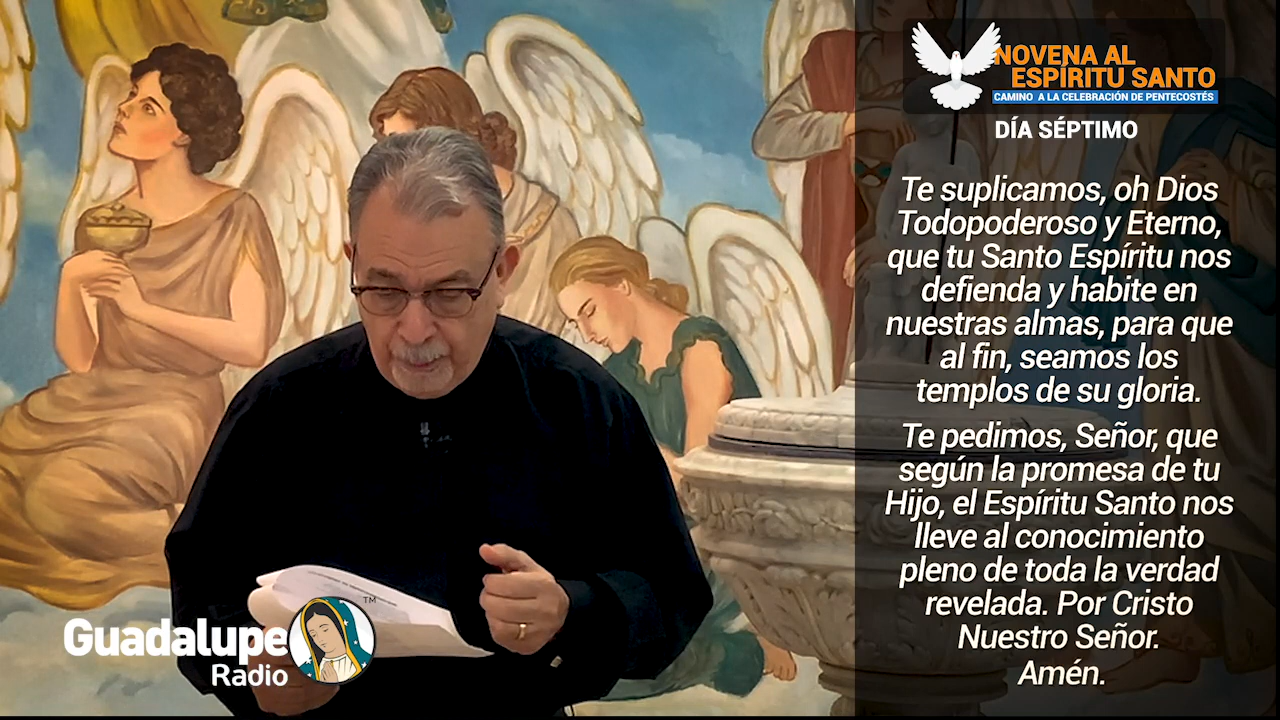 NOVENA AL
ESPÍRITU SANTO
CAMINO A LA CELEBRACIÓN DE PENTECOSTÉS
DÍA SÉPTIMO
Te suplicamos, oh Dios
Todopoderoso y Eterno,
que tu Santo Espíritu nos
defienda y habite en
nuestras almas, para que
al fin, seamos los
templos de su gloria.
Te pedimos, Señor, que
según la promesa de tu
Hijo, el Espíritu Santo nos
lleve al conocimiento
pleno de toda la verdad
revelada. Por Cristo
Nuestro Señor.
Amén.
Guadalupe
Radio
TM